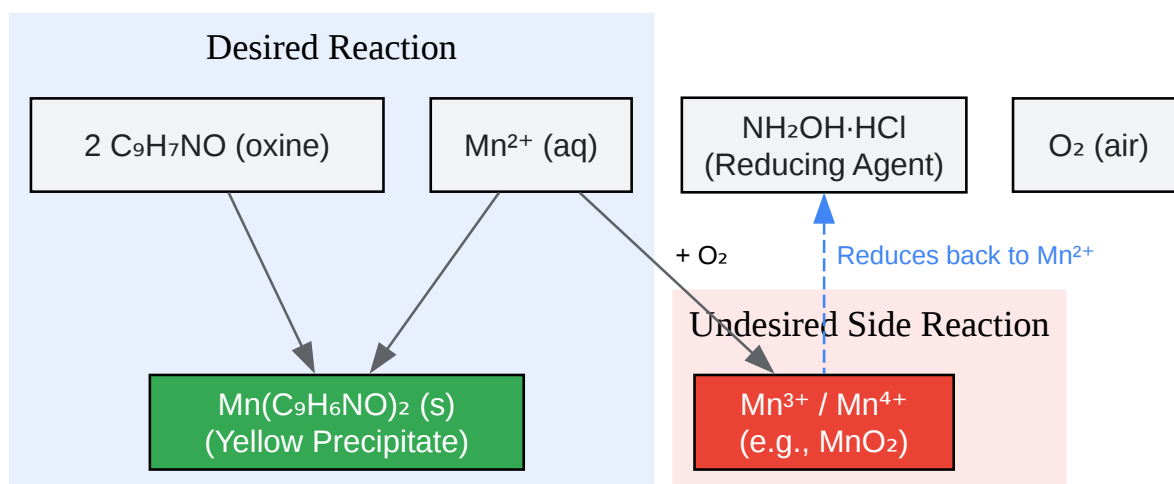 Desired Reaction
2 C₉H₇NO (oxine)
Mn²⁺ (aq)
NH₂OH·HCl
(Reducing Agent)
O₂ (air)
+ O₂
Reduces back to Mn²⁺
Undesired Side Reaction
Mn(C₉H₆NO)₂ (s)
(Yellow Precipitate)
Mn³⁺ / Mn⁴⁺
(e.g., MnO₂)